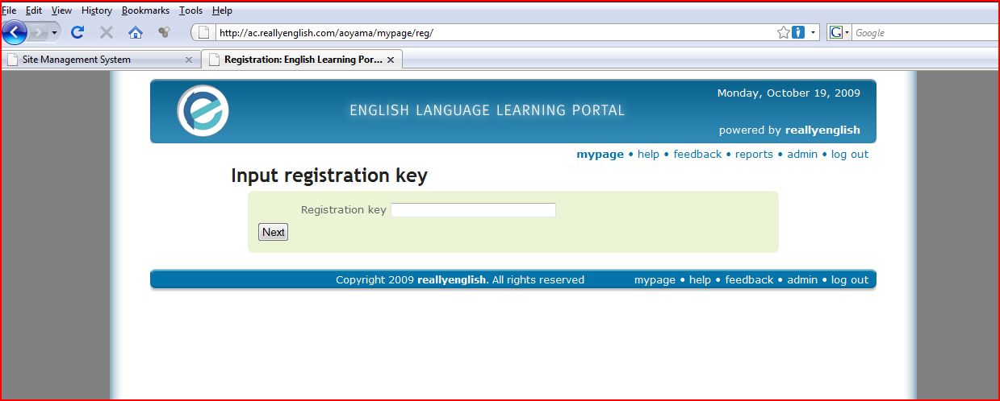 File Edit View History Bookmarks Tools Help
http://ac.reallyenglish.com/aoyama/mypage/reg/
G Google
Site Management System
Registration: English Learning Por...
Monday, October 19, 2009
ENGLISH LANGUAGE LEARNING PORTAL
powered by reallyenglish
mypage • help • feedback • reports • admin • log out
Input registration key
Registration key
Next
Copyright 2009 reallyenglish. All rights reserved mypage • help • feedback • admin • log out